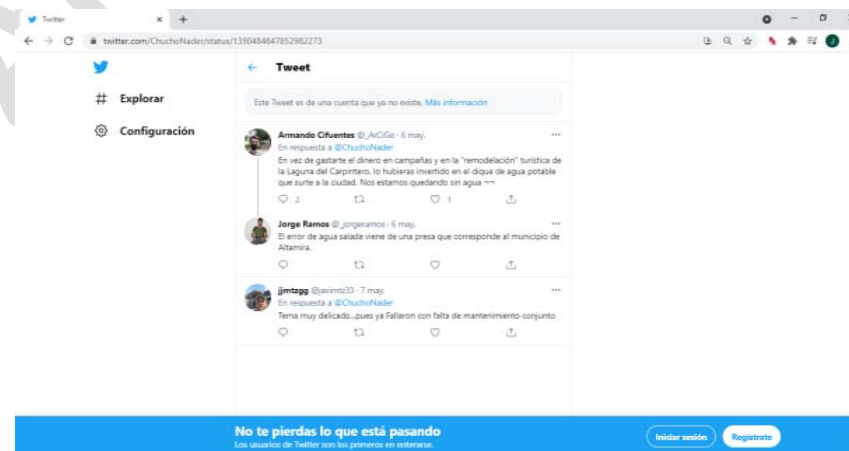 Twitter
twitter.com/ChuchoNader/status/1390484847852982273
Tweet
Explorar
Configuración
Este Tweet es de una cuenta que ya no existe. Más información
Armando Cifuentes @_ArCiGo · 6 may.
En respuesta a @ChuchoNader
En vez de gastarte el dinero en campañas y en la "remodelación" turística de
la Laguna del Carpintero, lo hubieras invertido en el dique de agua potable
que surte a la ciudad. Nos estamos quedando sin agua ¬¬
2 1
Jorge Ramos @_jorgeramos · 6 may.
El error de agua salada viene de una presa que corresponde al municipio de
Altamira.
jjmtzgg @javimtz33 · 7 may.
En respuesta a @ChuchoNader
Tema muy delicado...pues ya Fallaron con falta de mantenimiento conjunto
No te pierdas lo que está pasando
Los usuarios de Twitter son los primeros en enterarse.
Iniciar sesión
Regístrate